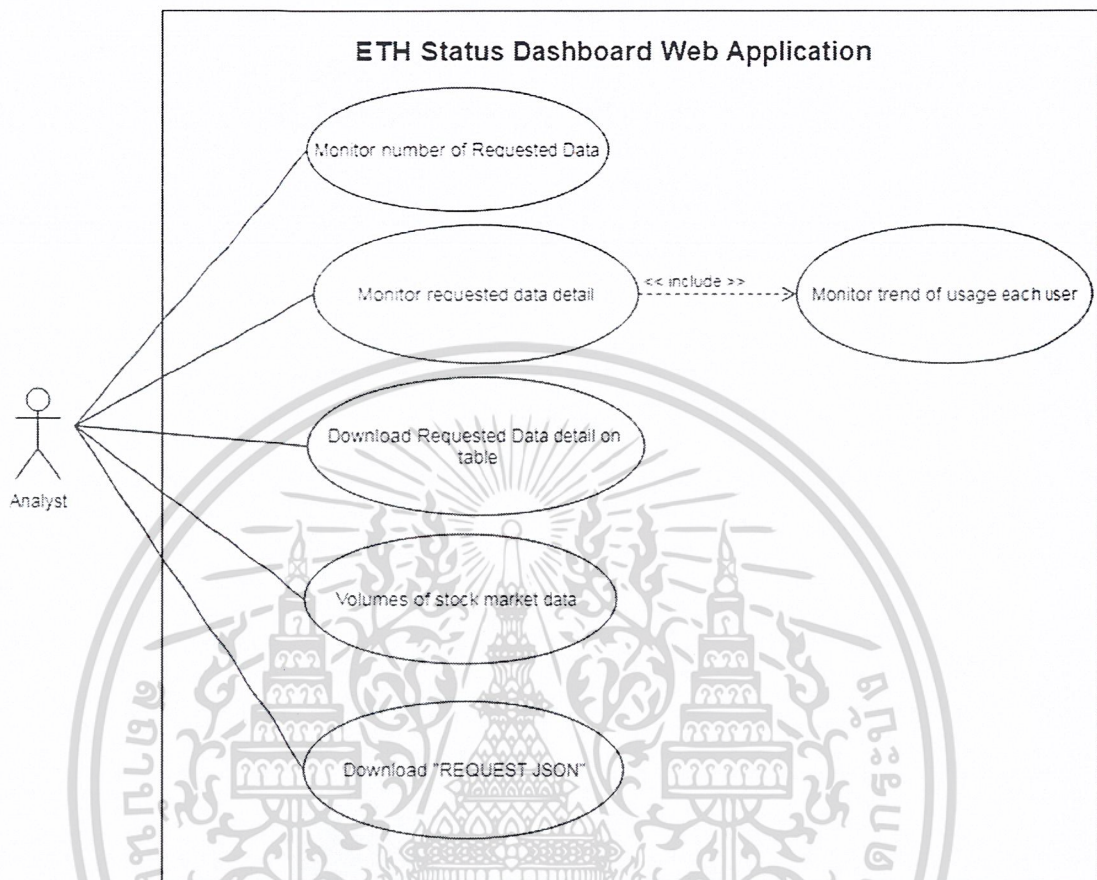 ETH Status Dashboard Web Application
Monitor number of Requested Data
Monitor requested data detail
<< include >>
Monitor trend of usage each user
Download Requested Data detail on
table
Analyst
Volumes of stock market data
Download "REQUEST JSON"